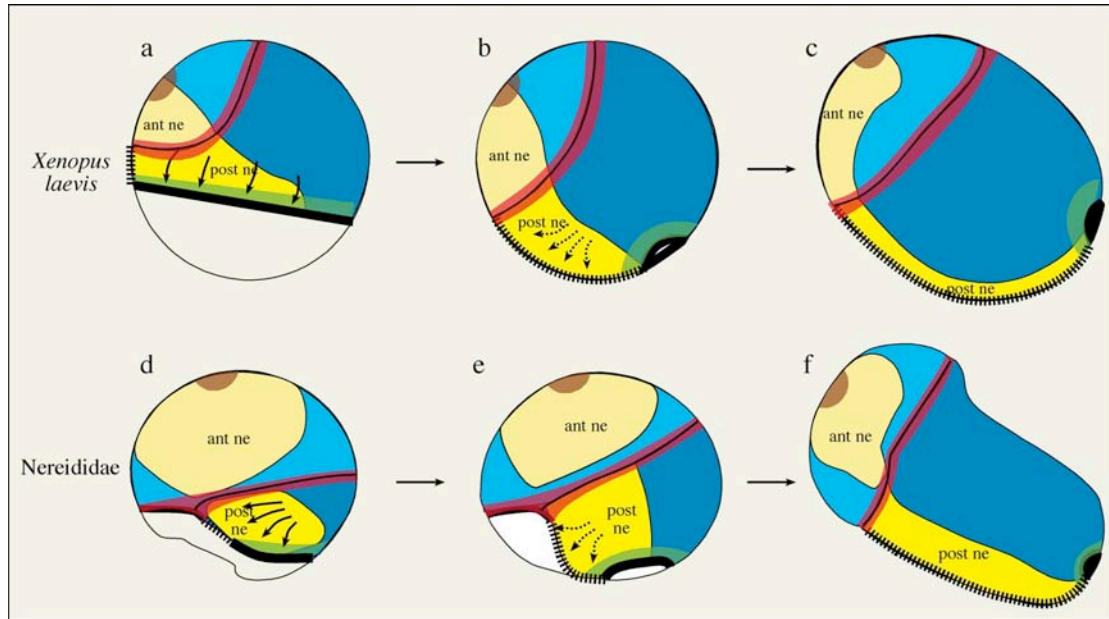 a
b
c
ant ne
ant ne
ant ne
Xenopus
laevis
post ne
post ne
post ne
d
e
f
ant ne
ant ne
ant ne
Nereididae
post
ne
post
ne
post ne